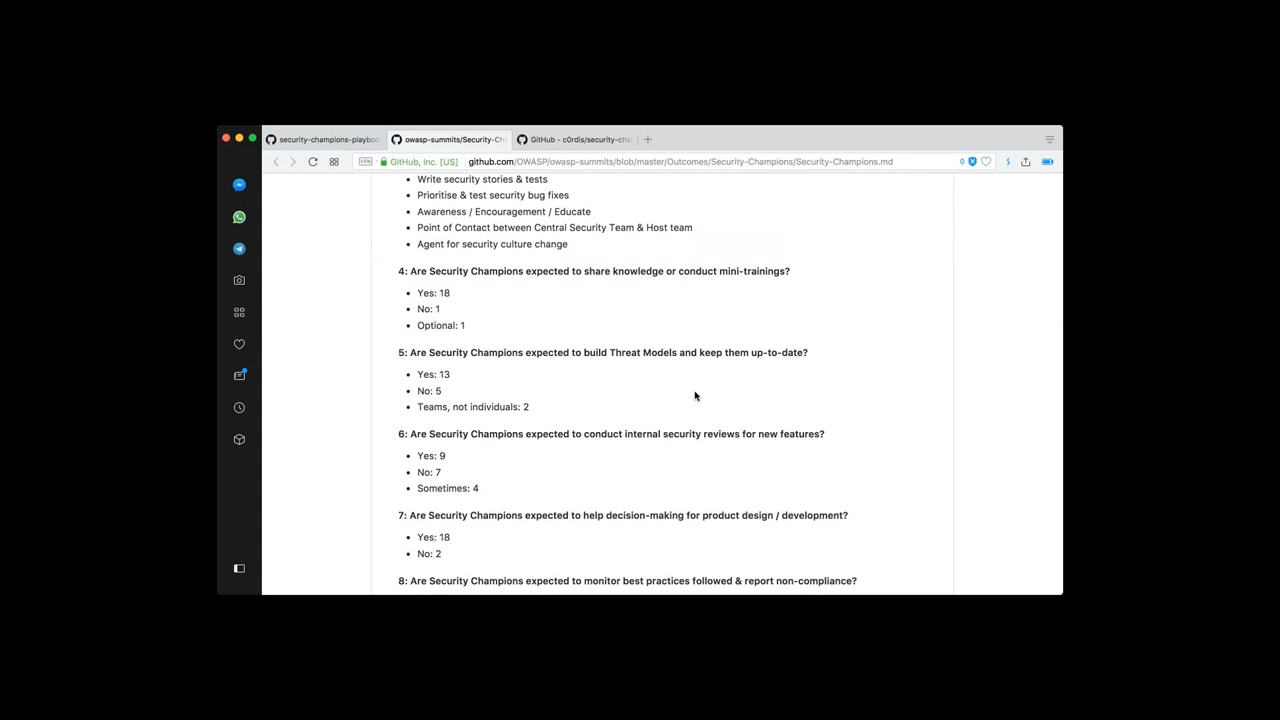 security-champions-playboo
owasp-summits/Security-Ch
GitHub - c0rdis/security-cha
VPN
GitHub, Inc. [US]
github.com/OWASP/owasp-summits/blob/master/Outcomes/Security-Champions/Security-Champions.md
0
• Write security stories & tests
• Prioritise & test security bug fixes
• Awareness / Encouragement / Educate
• Point of Contact between Central Security Team & Host team
• Agent for security culture change
4: Are Security Champions expected to share knowledge or conduct mini-trainings?
• Yes: 18
• No: 1
• Optional: 1
5: Are Security Champions expected to build Threat Models and keep them up-to-date?
• Yes: 13
• No: 5
• Teams, not individuals: 2
6: Are Security Champions expected to conduct internal security reviews for new features?
• Yes: 9
• No: 7
• Sometimes: 4
7: Are Security Champions expected to help decision-making for product design / development?
• Yes: 18
• No: 2
8: Are Security Champions expected to monitor best practices followed & report non-compliance?